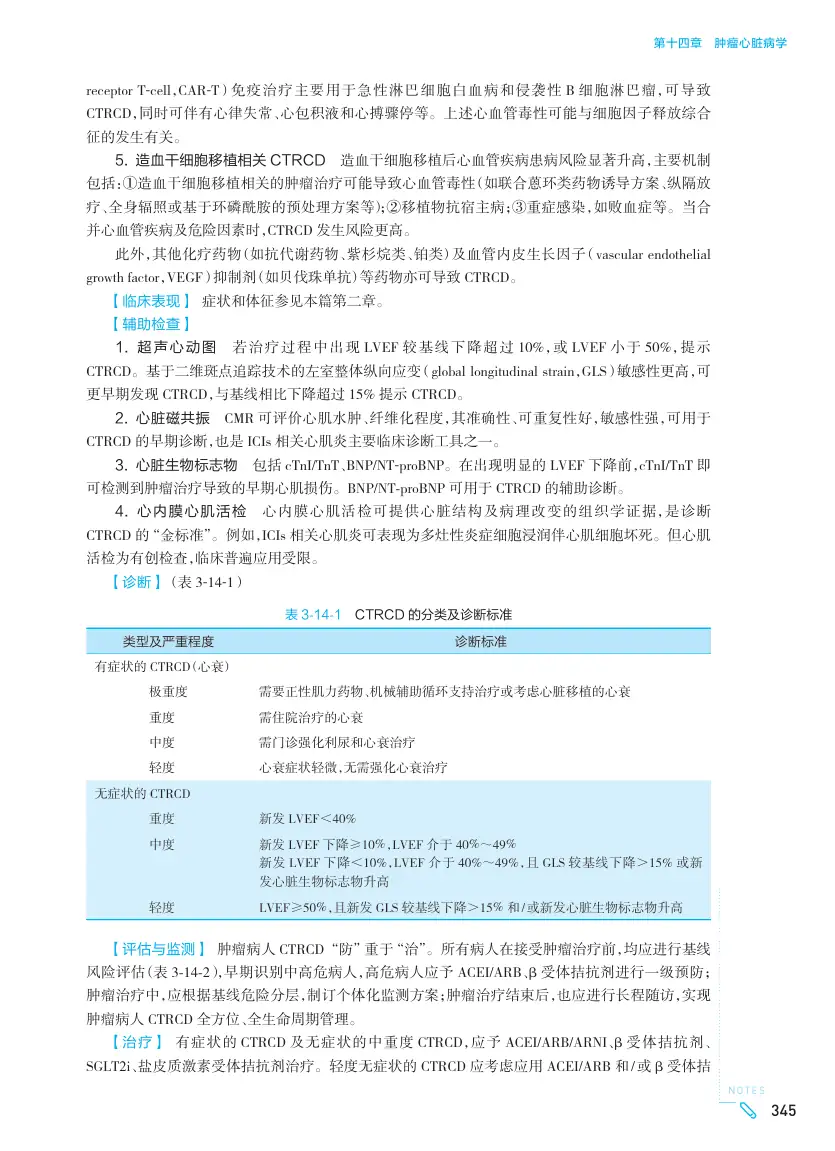 第十四章 肿瘤心脏病学
receptor T-cell,CAR-T)免疫治疗主要用于急性淋巴细胞白血病和侵袭性 B 细胞淋巴瘤,可导致
CTRCD,同时可伴有心律失常、心包积液和心搏骤停等。上述心血管毒性可能与细胞因子释放综合
征的发生有关。
5. 造血干细胞移植相关 CTRCD 造血干细胞移植后心血管疾病患病风险显著升高,主要机制
包括:①造血干细胞移植相关的肿瘤治疗可能导致心血管毒性(如联合蒽环类药物诱导方案、纵隔放
疗、全身辐照或基于环磷酰胺的预处理方案等);②移植物抗宿主病;③重症感染,如败血症等。当合
并心血管疾病及危险因素时,CTRCD 发生风险更高。
此外,其他化疗药物(如抗代谢药物、紫杉烷类、铂类)及血管内皮生长因子(vascular endothelial
growth factor,VEGF)抑制剂(如贝伐珠单抗)等药物亦可导致 CTRCD。
【临床表现】 症状和体征参见本篇第二章。
【辅助检查】
1. 超声心动图 若治疗过程中出现 LVEF 较基线下降超过 10%,或 LVEF 小于 50%,提示
CTRCD。基于二维斑点追踪技术的左室整体纵向应变(global longitudinal strain,GLS)敏感性更高,可
更早期发现 CTRCD,与基线相比下降超过 15% 提示 CTRCD。
2. 心脏磁共振 CMR 可评价心肌水肿、纤维化程度,其准确性、可重复性好,敏感性强,可用于
CTRCD 的早期诊断,也是 ICIs 相关心肌炎主要临床诊断工具之一。
3. 心脏生物标志物 包括 cTnI/TnT、BNP/NT-proBNP。在出现明显的 LVEF 下降前,cTnI/TnT 即
可检测到肿瘤治疗导致的早期心肌损伤。BNP/NT-proBNP 可用于 CTRCD 的辅助诊断。
4. 心内膜心肌活检 心内膜心肌活检可提供心脏结构及病理改变的组织学证据,是诊断
CTRCD 的“金标准”。例如,ICIs 相关心肌炎可表现为多灶性炎症细胞浸润伴心肌细胞坏死。但心肌
活检为有创检查,临床普遍应用受限。
【诊断】(表 3-14-1)
表 3-14-1 CTRCD 的分类及诊断标准
类型及严重程度 诊断标准
有症状的 CTRCD(心衰)
极重度 需要正性肌力药物、机械辅助循环支持治疗或考虑心脏移植的心衰
重度 需住院治疗的心衰
中度 需门诊强化利尿和心衰治疗
轻度 心衰症状轻微,无需强化心衰治疗
无症状的 CTRCD
重度 新发 LVEF<40%
中度 新发 LVEF 下降≥10%,LVEF 介于 40%~49%
新发 LVEF 下降<10%,LVEF 介于 40%~49%,且 GLS 较基线下降>15% 或新
发心脏生物标志物升高
轻度 LVEF≥50%,且新发 GLS 较基线下降>15% 和/或新发心脏生物标志物升高
【评估与监测】 肿瘤病人 CTRCD “防”重于“治”。所有病人在接受肿瘤治疗前,均应进行基线
风险评估(表 3-14-2),早期识别中高危病人,高危病人应予 ACEI/ARB、β 受体拮抗剂进行一级预防;
肿瘤治疗中,应根据基线危险分层,制订个体化监测方案;肿瘤治疗结束后,也应进行长程随访,实现
肿瘤病人 CTRCD 全方位、全生命周期管理。
【治疗】 有症状的 CTRCD 及无症状的中重度 CTRCD,应予 ACEI/ARB/ARNI、β 受体拮抗剂、
SGLT2i、盐皮质激素受体拮抗剂治疗。轻度无症状的 CTRCD 应考虑应用 ACEI/ARB 和/或 β 受体拮
NOTES
345